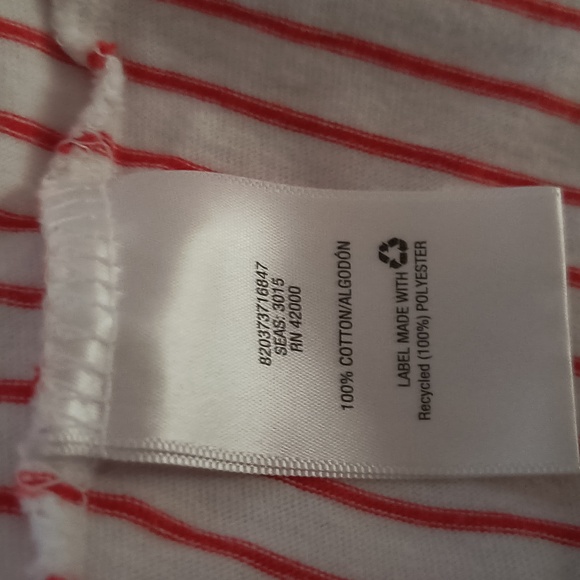 820373716847
SEAS: 3015
RN 42000
100% COTTON/ALGODÓN
LABEL MADE WITH
Recycled (100%) POLYESTER